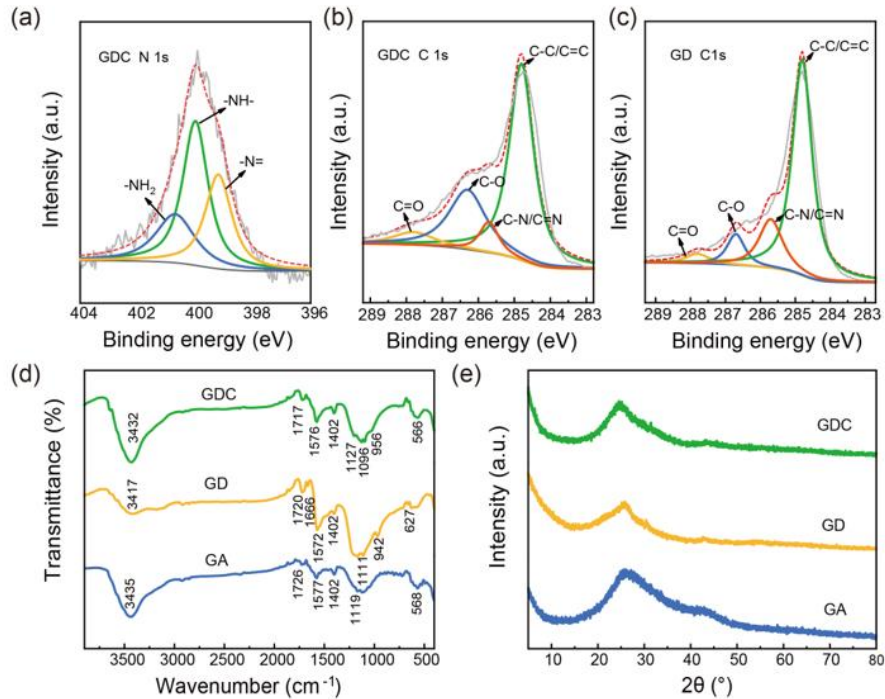 (a)
GDC N 1s
-NH-
-N=
-NH2
Intensity (a.u.)
404 402 400 398 396
Binding energy (eV)
(b)
GDC C 1s
C-C/C=C
C-O
C=O
C-N/C=N
Intensity (a.u.)
289 288 287 286 285 284 283
Binding energy (eV)
(c)
GD C1s
C-C/C=C
C-O
C=O
C-N/C=N
Intensity (a.u.)
289 288 287 286 285 284 283
Binding energy (eV)
(d)
GDC
3432 1717 1576 1402 1127 1096 956 566
GD
3417 1720 1666 1572 1402 1111 942 627
GA
3435 1726 1577 1402 1119 568
Transmittance (%)
3500 3000 2500 2000 1500 1000 500
Wavenumber (cm-1)
(e)
GDC
GD
GA
Intensity (a.u.)
10 20 30 40 50 60 70 80
2θ (°)